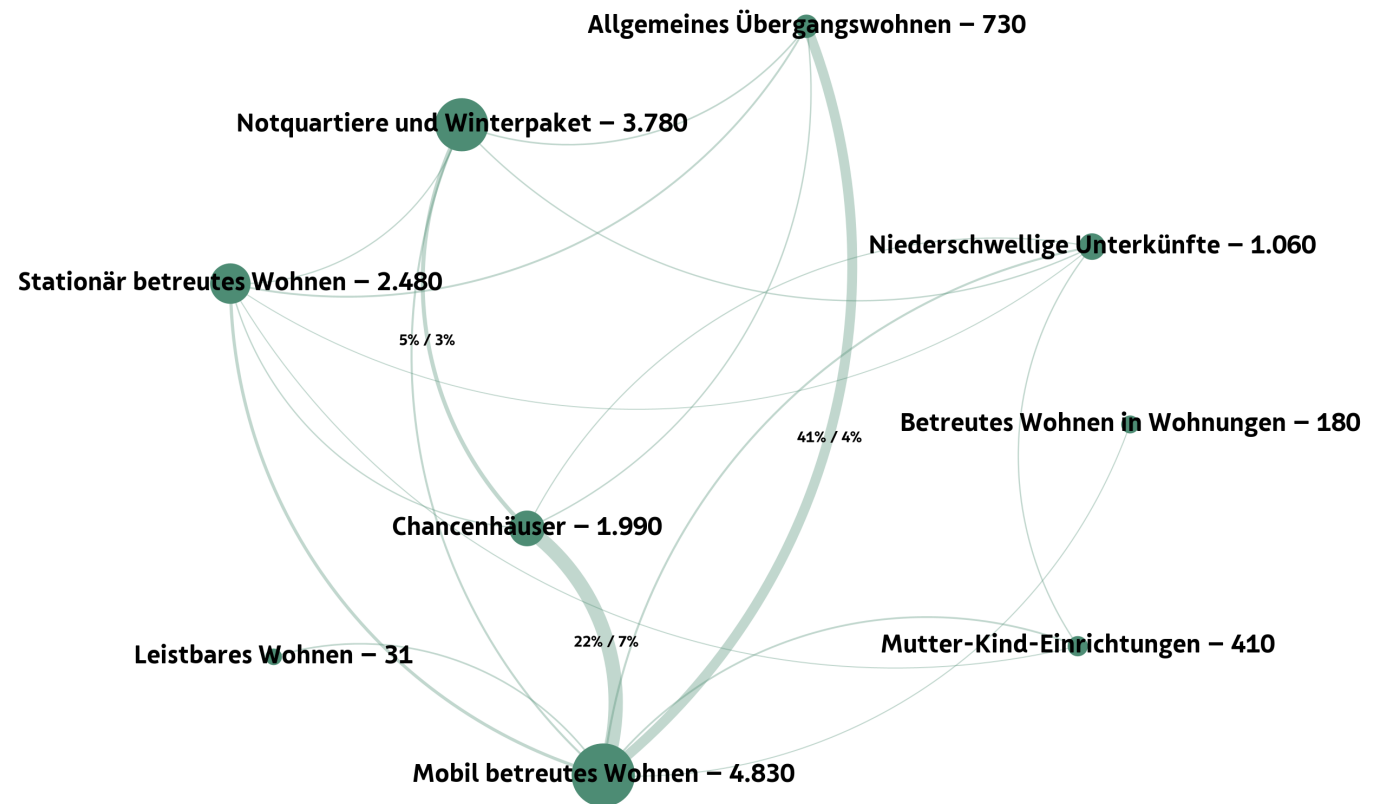 Allgemeines Übergangswohnen – 730
Notquartiere und Winterpaket – 3.780
Niederschwellige Unterkünfte – 1.060
Stationär betreutes Wohnen – 2.480
5% / 3%
Betreutes Wohnen in Wohnungen – 180
41% / 4%
Chancenhäuser – 1.990
22% / 7%
Mutter-Kind-Einrichtungen – 410
Leistbares Wohnen – 31
Mobil betreutes Wohnen – 4.830